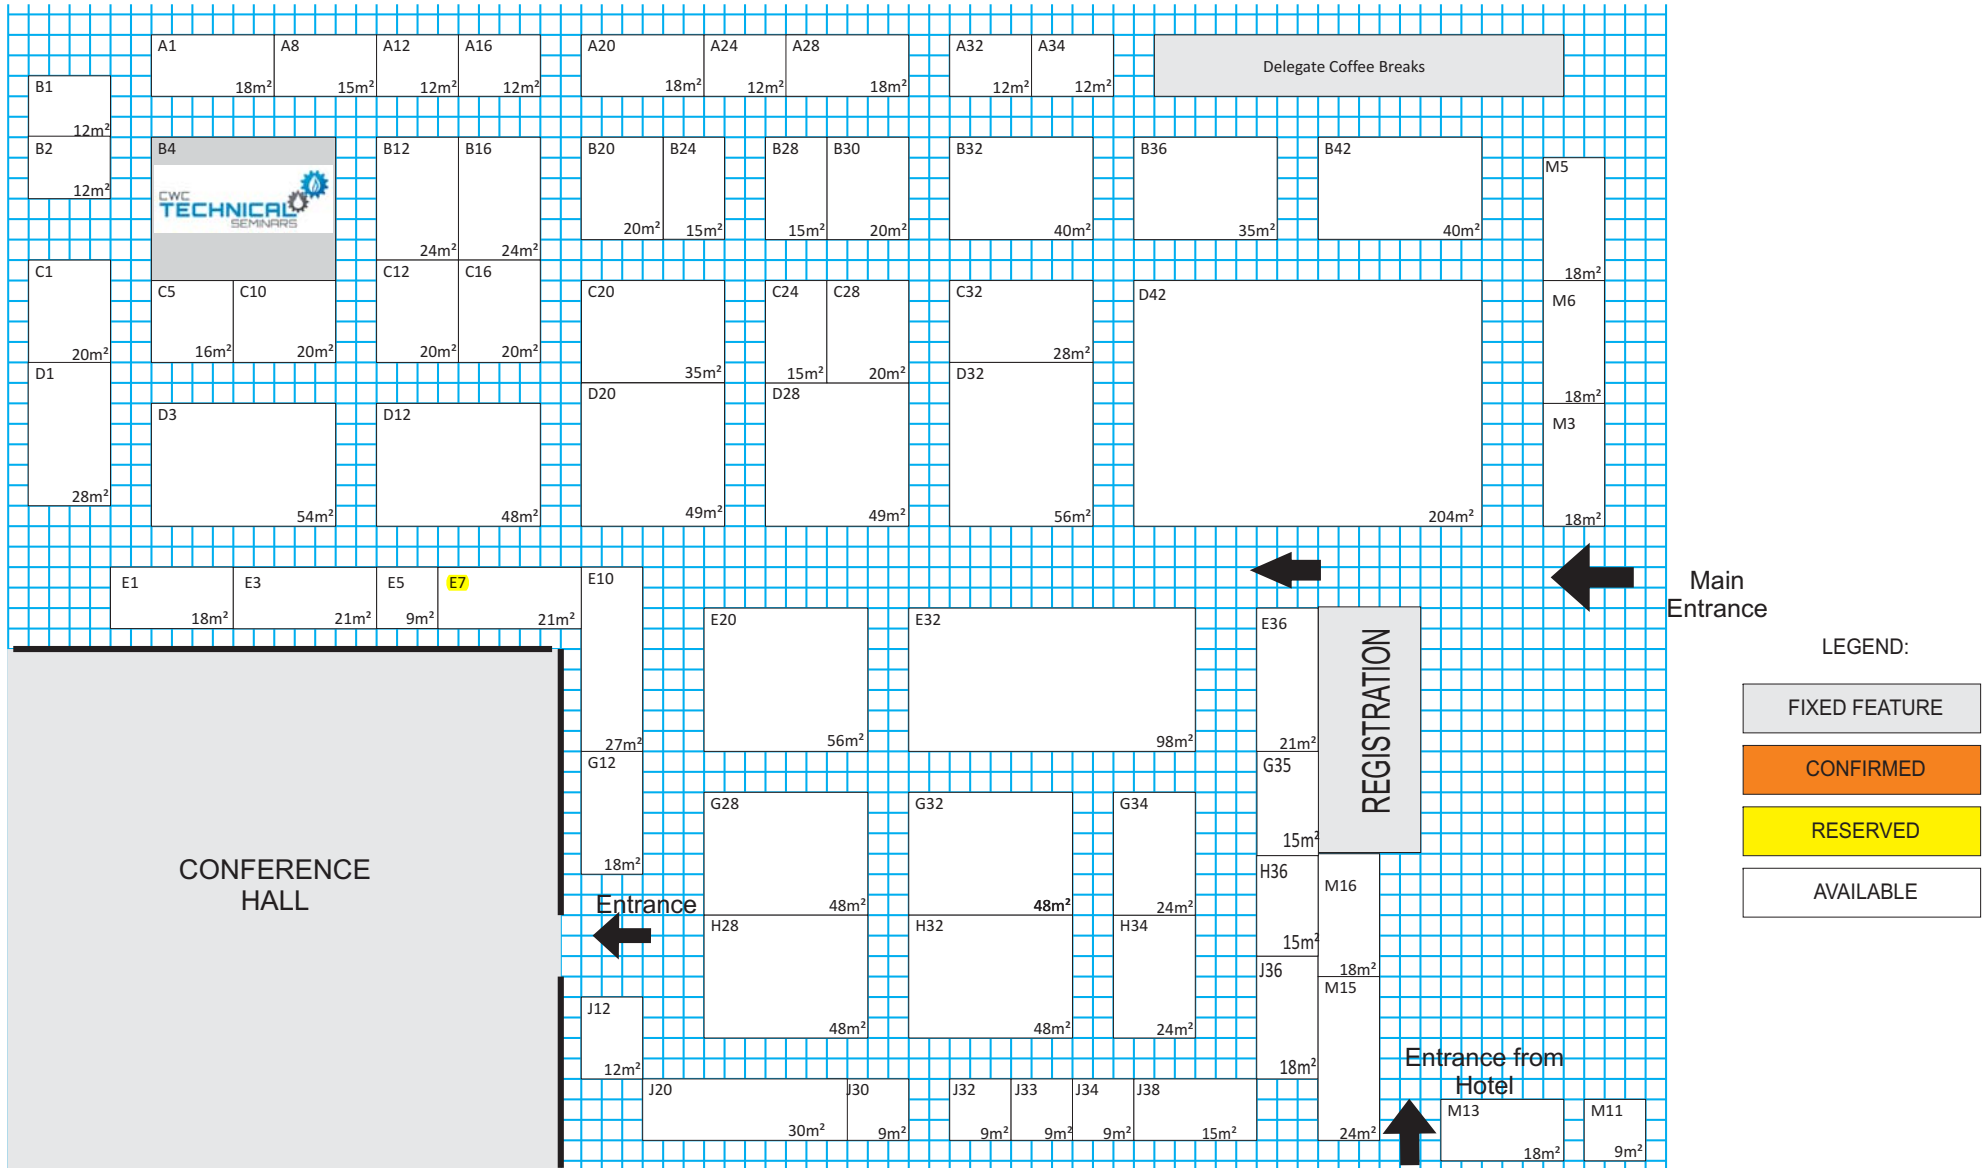 A1
18m²
A8
15m²
A12
12m²
A16
12m²
A20
18m²
A24
12m²
A28
18m²
A32
12m²
A34
12m²
Delegate Coffee Breaks
B1
12m²
B2
12m²
B4
CWC
TECHNICAL
SEMINARS
B12
24m²
B16
24m²
B20
20m²
B24
15m²
B28
15m²
B30
20m²
B32
40m²
B36
35m²
B42
40m²
M5
18m²
C1
20m²
C5
16m²
C10
20m²
C12
20m²
C16
20m²
C20
35m²
C24
15m²
C28
20m²
C32
28m²
D42
204m²
M6
18m²
D1
28m²
D3
54m²
D12
48m²
D20
49m²
D28
49m²
D32
56m²
M3
18m²
Main
Entrance
E1
18m²
E3
21m²
E5
9m²
E7
21m²
E10
27m²
E20
56m²
E32
98m²
E36
21m²
REGISTRATION
LEGEND:
FIXED FEATURE
CONFIRMED
RESERVED
AVAILABLE
CONFERENCE
HALL
G12
18m²
Entrance
G28
48m²
G32
48m²
G34
24m²
G35
15m²
H28
48m²
H32
48m²
H34
24m²
H36
15m²
M16
18m²
J36
18m²
M15
24m²
J12
12m²
J20
30m²
J30
9m²
J32
9m²
J33
9m²
J34
9m²
J38
15m²
Entrance from
Hotel
M13
18m²
M11
9m²